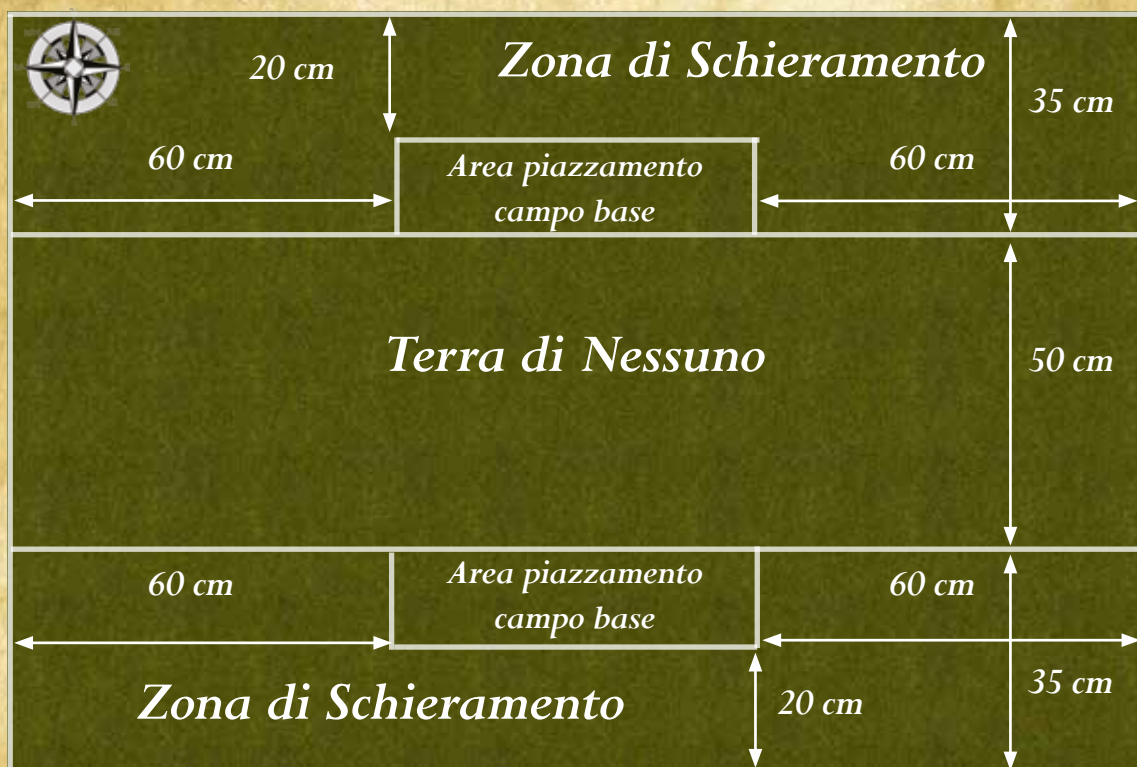 Zona di Schieramento
20 cm
35 cm
60 cm
Area piazzamento
campo base
60 cm
Terra di Nessuno
50 cm
60 cm
Area piazzamento
campo base
60 cm
Zona di Schieramento
20 cm
35 cm